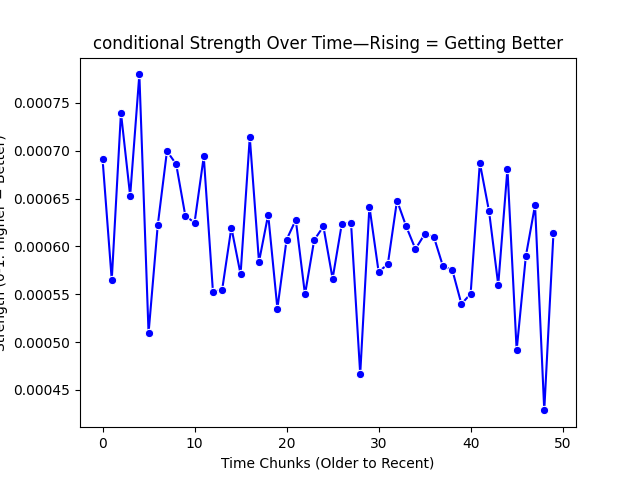 conditional Strength Over Time—Rising = Getting Better
Strength (0-1: Higher = Better)
0.00075
0.00070
0.00065
0.00060
0.00055
0.00050
0.00045
0 10 20 30 40 50
Time Chunks (Older to Recent)